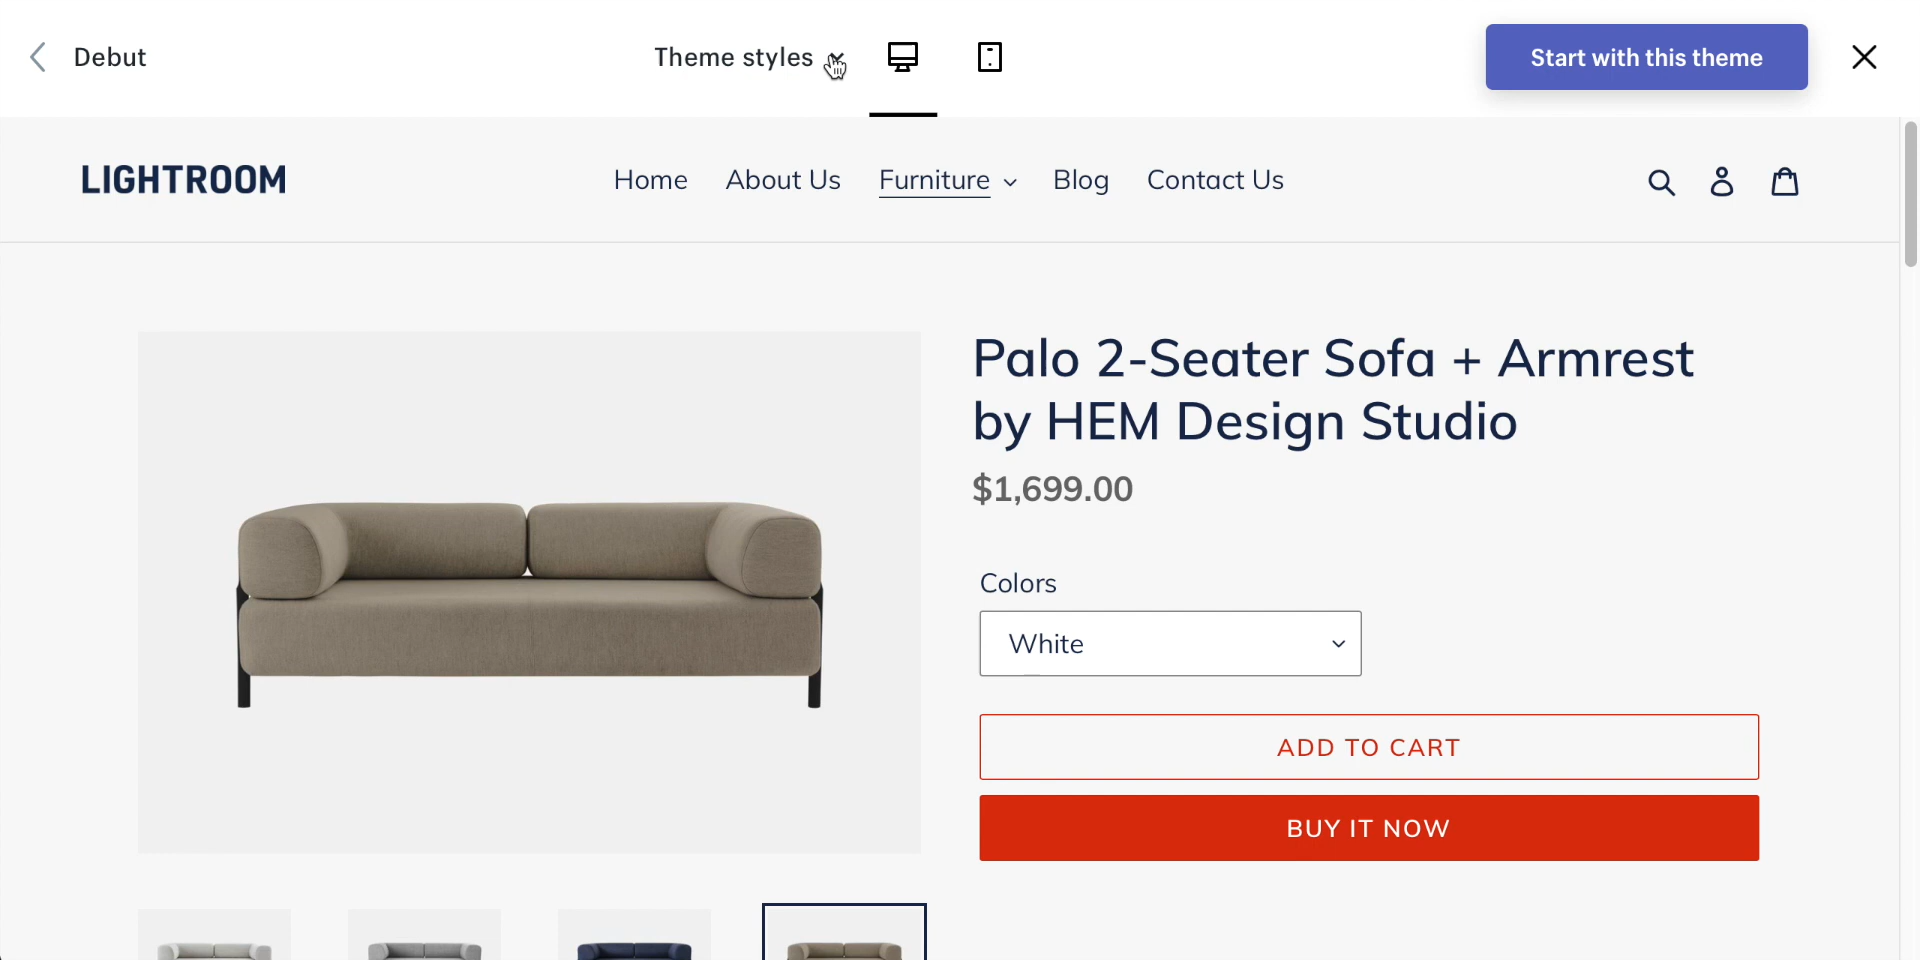 Debut
Theme styles
Start with this theme
LIGHTROOM
Home
About Us
Furniture
Blog
Contact Us
Palo 2-Seater Sofa + Armrest
by HEM Design Studio
$1,699.00
Colors
White
ADD TO CART
BUY IT NOW